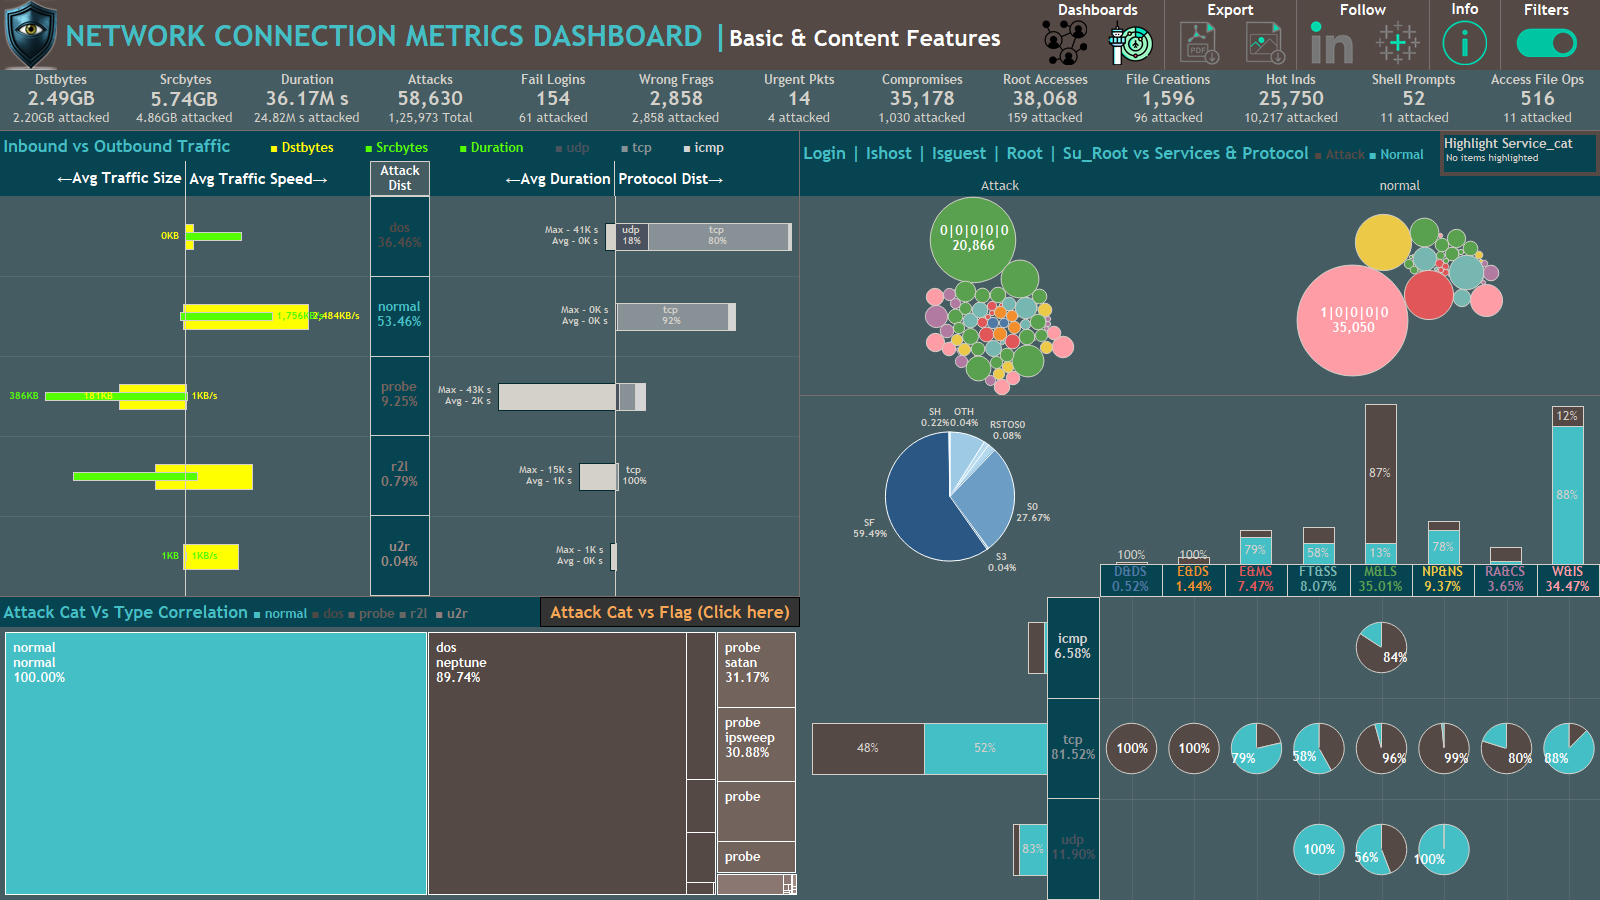 NETWORK CONNECTION METRICS DASHBOARD | Basic & Content Features
Dashboards
Export
Follow
Info
Filters
PDF
in
Dstbytes
2.49GB
2.20GB attacked
Srcbytes
5.74GB
4.86GB attacked
Duration
36.17M s
24.82M s attacked
Attacks
58,630
1,25,973 Total
Fail Logins
154
61 attacked
Wrong Frags
2,858
2,858 attacked
Urgent Pkts
14
4 attacked
Compromises
35,178
1,030 attacked
Root Accesses
38,068
159 attacked
File Creations
1,596
96 attacked
Hot Inds
25,750
10,217 attacked
Shell Prompts
52
11 attacked
Access File Ops
516
11 attacked
Inbound vs Outbound Traffic
Dstbytes
Srcbytes
Duration
udp
tcp
icmp
←Avg Traffic Size
Avg Traffic Speed→
Attack
Dist
←Avg Duration
Protocol Dist→
0KB
dos
36.46%
Max - 41K s
Avg - 0K s
udp
18%
tcp
80%
1,756KB/s
2,484KB/s
normal
53.46%
Max - 0K s
Avg - 0K s
tcp
92%
386KB
181KB
1KB/s
probe
9.25%
Max - 43K s
Avg - 2K s
r2l
0.79%
Max - 15K s
Avg - 1K s
tcp
100%
1KB
1KB/s
u2r
0.04%
Max - 1K s
Avg - 0K s
Login | Ishost | Isguest | Root | Su_Root vs Services & Protocol
Attack
Normal
Highlight Service_cat
No items highlighted
Attack
normal
0|0|0|0|0
20,866
1|0|0|0|0
35,050
SH
0.22%
OTH
0.04%
RSTOS0
0.08%
S0
27.67%
SF
59.49%
S3
0.04%
100%
100%
79%
58%
87%
13%
78%
12%
88%
D&DS
0.52%
E&DS
1.44%
E&MS
7.47%
FT&SS
8.07%
M&LS
35.01%
NP&NS
9.37%
RA&CS
3.65%
W&IS
34.47%
Attack Cat Vs Type Correlation
normal
dos
probe
r2l
u2r
Attack Cat vs Flag (Click here)
normal
normal
100.00%
dos
neptune
89.74%
probe
satan
31.17%
probe
ipsweep
30.88%
probe
probe
icmp
6.58%
84%
48%
52%
tcp
81.52%
100%
100%
79%
58%
96%
99%
80%
88%
83%
udp
11.90%
100%
56%
100%